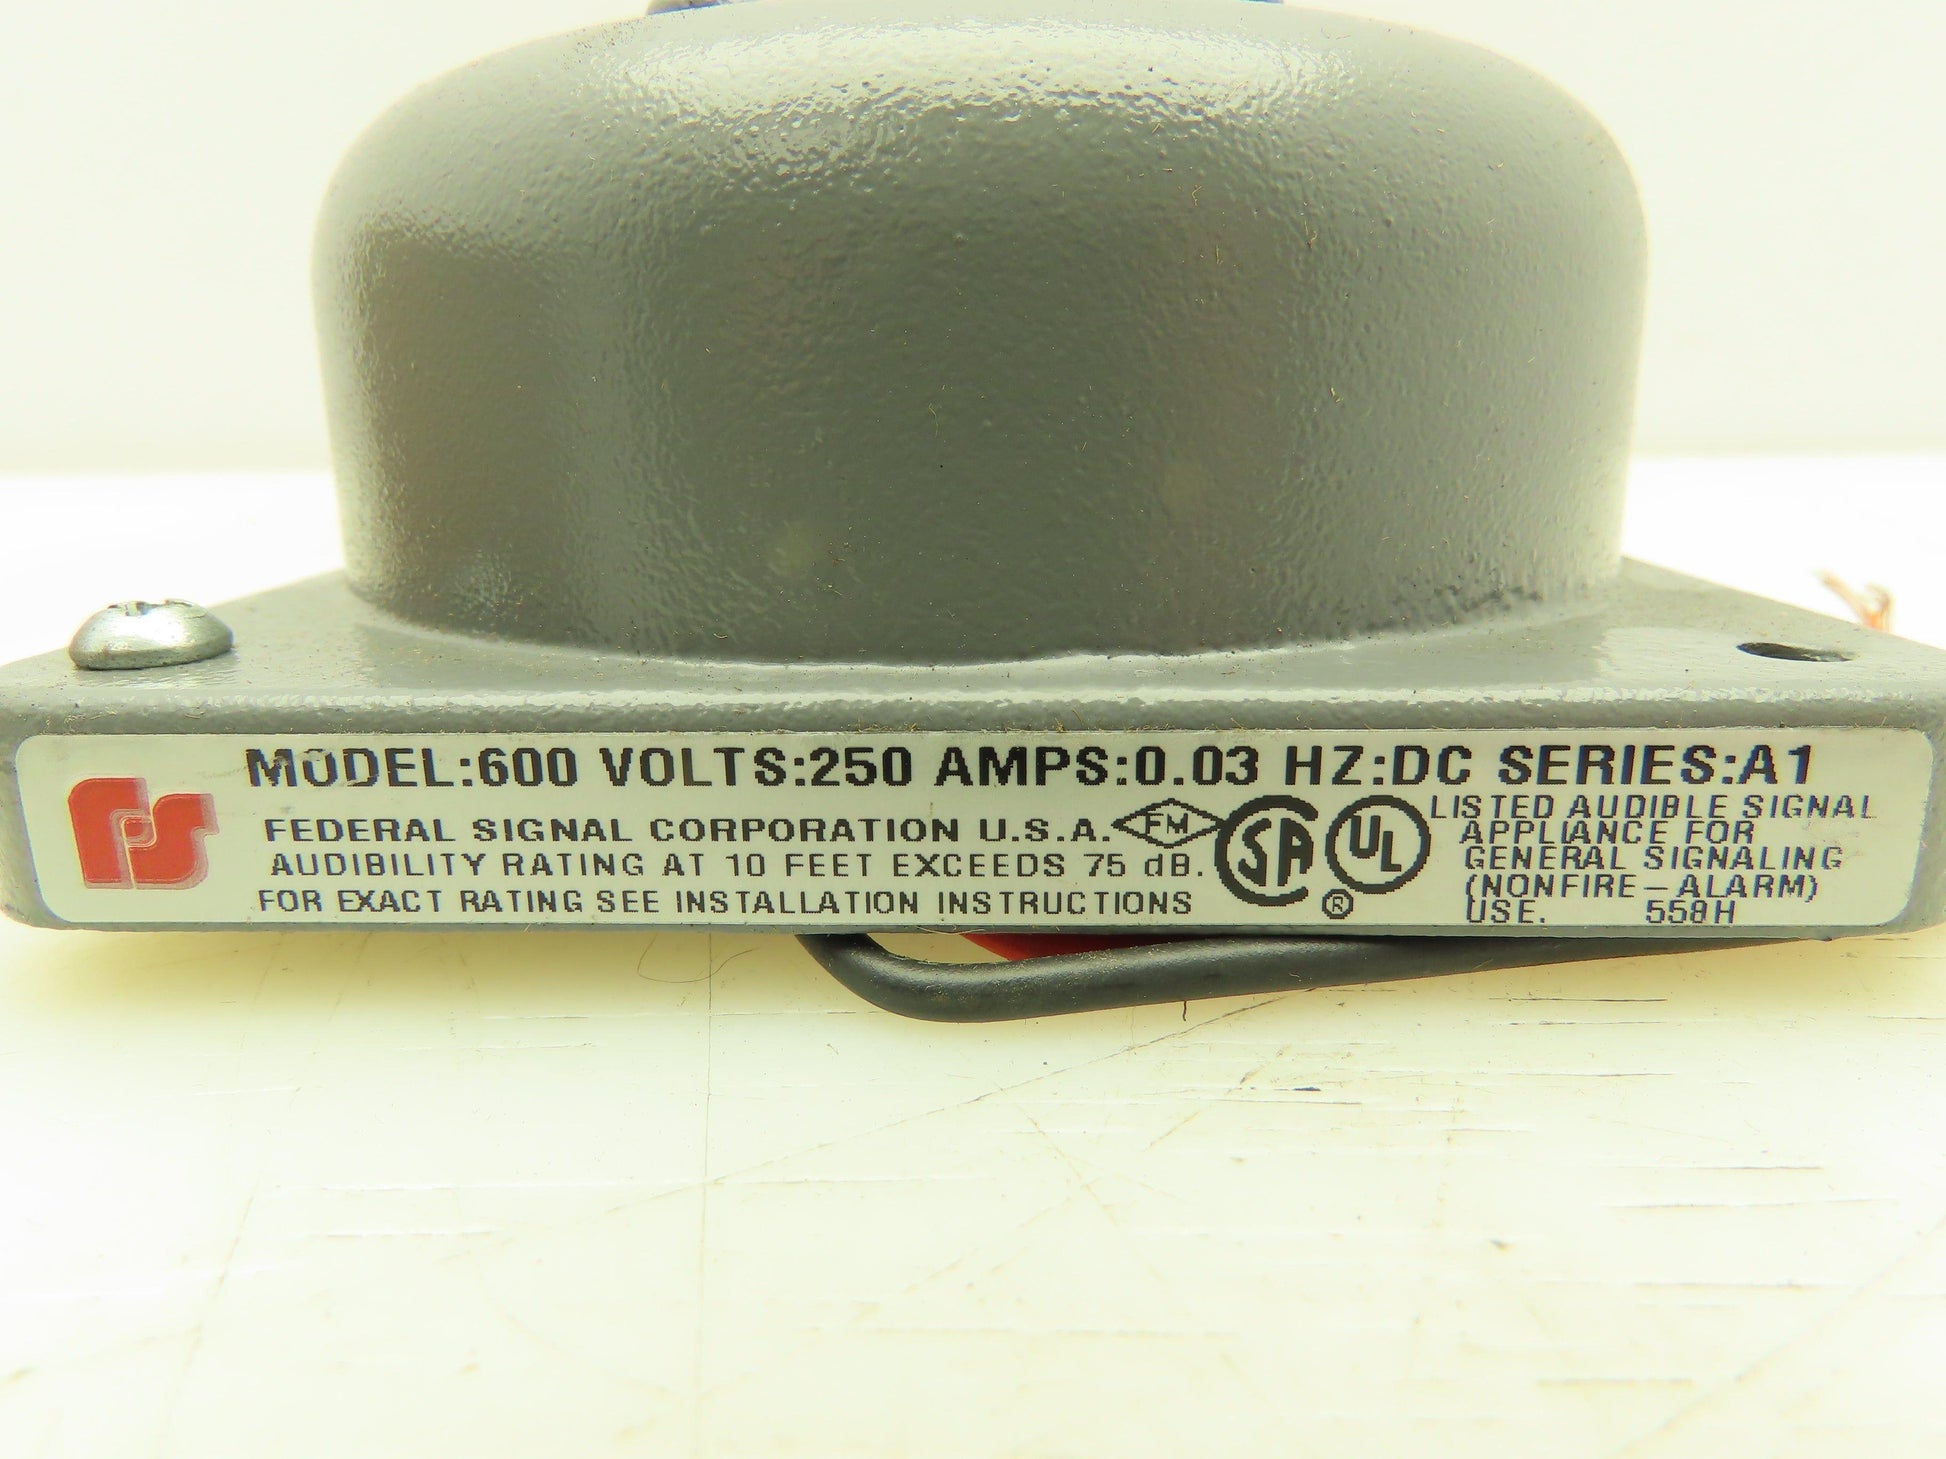 MODEL:600 VOLTS:250 AMPS:0.03 HZ:DC SERIES:A1
FS
FEDERAL SIGNAL CORPORATION U.S.A.
AUDIBILITY RATING AT 10 FEET EXCEEDS 75 dB.
FOR EXACT RATING SEE INSTALLATION INSTRUCTIONS
FM
SA
UL
®
LISTED AUDIBLE SIGNAL
APPLIANCE FOR
GENERAL SIGNALING
(NONFIRE-ALARM)
USE. 558H